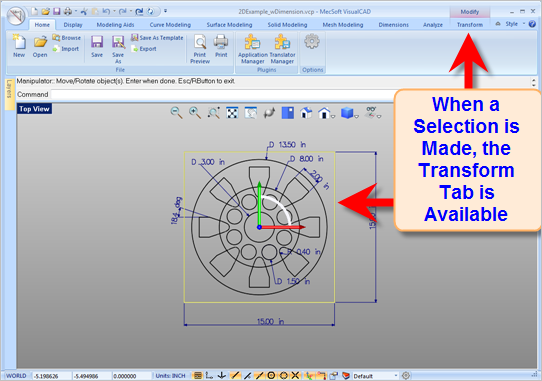 2DExample_wDimension.vcp - MecSoft VisualCAD
Modify
Home Display Modeling Aids Curve Modeling Surface Modeling Solid Modeling Mesh Modeling Dimensions Analyze Transform Style
New Open Browse Import Save Save As Save As Template Export Print Preview Print Application Manager Translator Manager Options
File Plugins
Manipulator: Move/Rotate object(s). Enter when done. Esc/RButton to exit.
Command
Layers
Top View
When a
Selection is
Made, the
Transform
Tab is
Available
D 13.50 in
D 3.00 in
D 8.00 in
2.00 in
18.4 deg
R 0.40 in
D 1.50 in
15.00 in
WORLD -5.198626 -5.494986 0.000000 Units: INCH Default